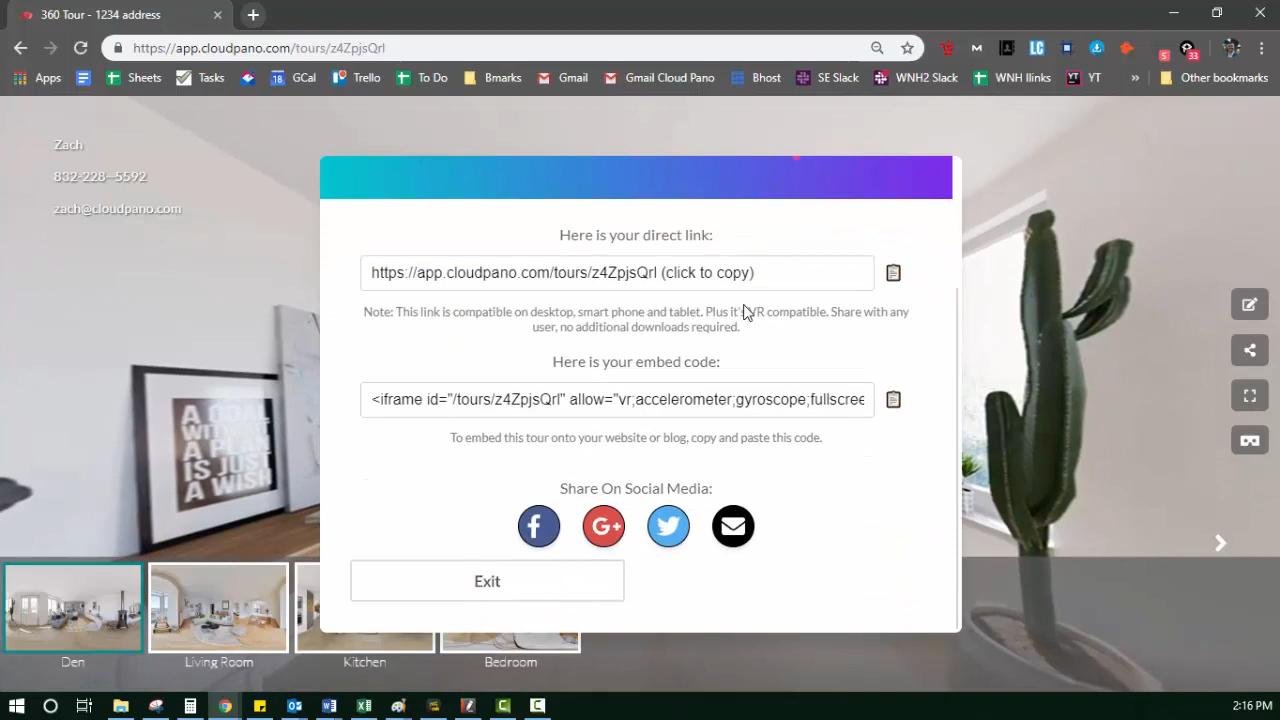 360 Tour - 1234 address
https://app.cloudpano.com/tours/z4ZpjsQrl
Apps Sheets Tasks GCal Trello To Do Bmarks Gmail Gmail Cloud Pano Bhost SE Slack WNH2 Slack WNH llinks YT » Other bookmarks
Zach
832-228--5592
zach@cloudpano.com
Here is your direct link:
https://app.cloudpano.com/tours/z4ZpjsQrl (click to copy)
Note: This link is compatible on desktop, smart phone and tablet. Plus it's VR compatible. Share with any
user, no additional downloads required.
Here is your embed code:
<iframe id="/tours/z4ZpjsQrl" allow="vr;accelerometer;gyroscope;fullscree
To embed this tour onto your website or blog, copy and paste this code.
Share On Social Media:
Exit
A GOAL
WITHOUT
A PLAN
IS JUST
A WISH
Den Living Room Kitchen Bedroom
2:16 PM